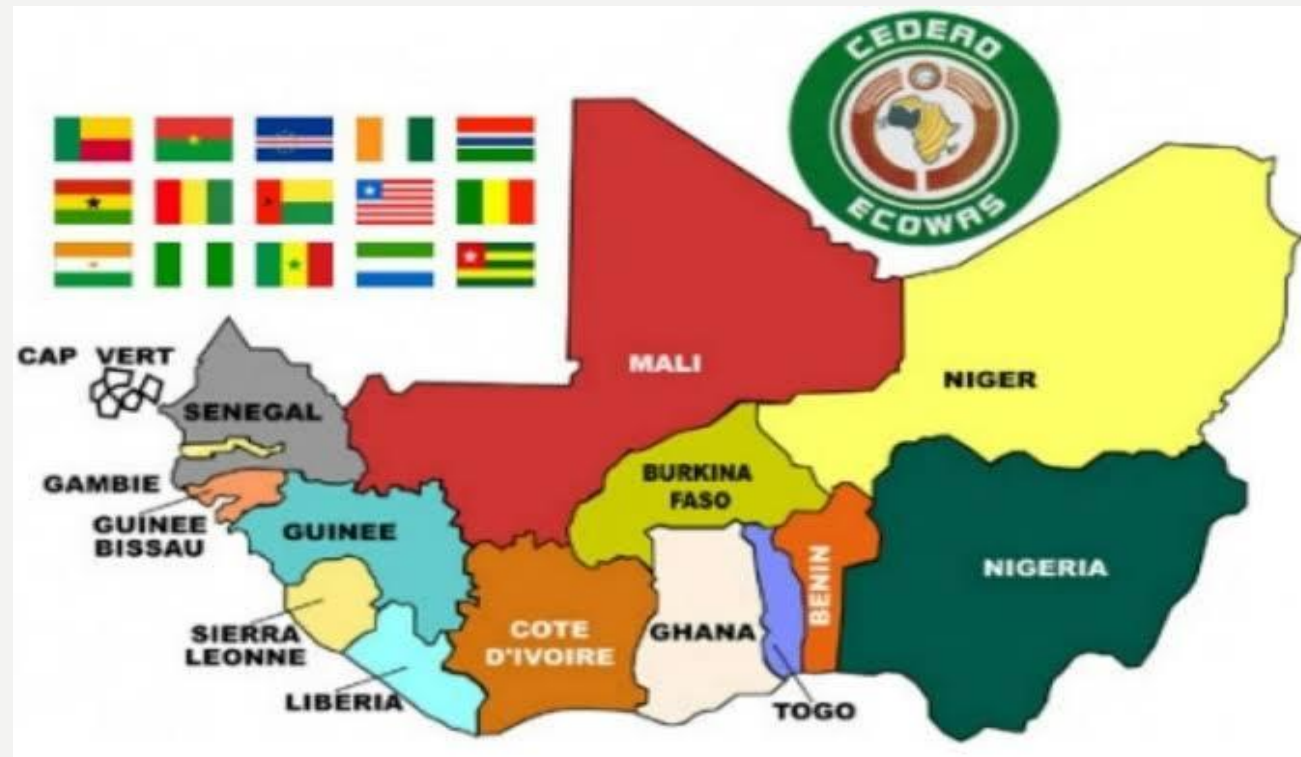 CEDEAO
ECOWAS
CAP VERT
MALI
NIGER
SENEGAL
BURKINA
FASO
GAMBIE
GUINEE
BISSAU
GUINEE
NIGERIA
BENIN
SIERRA
LEONNE
COTE
D'IVOIRE
GHANA
LIBERIA
TOGO